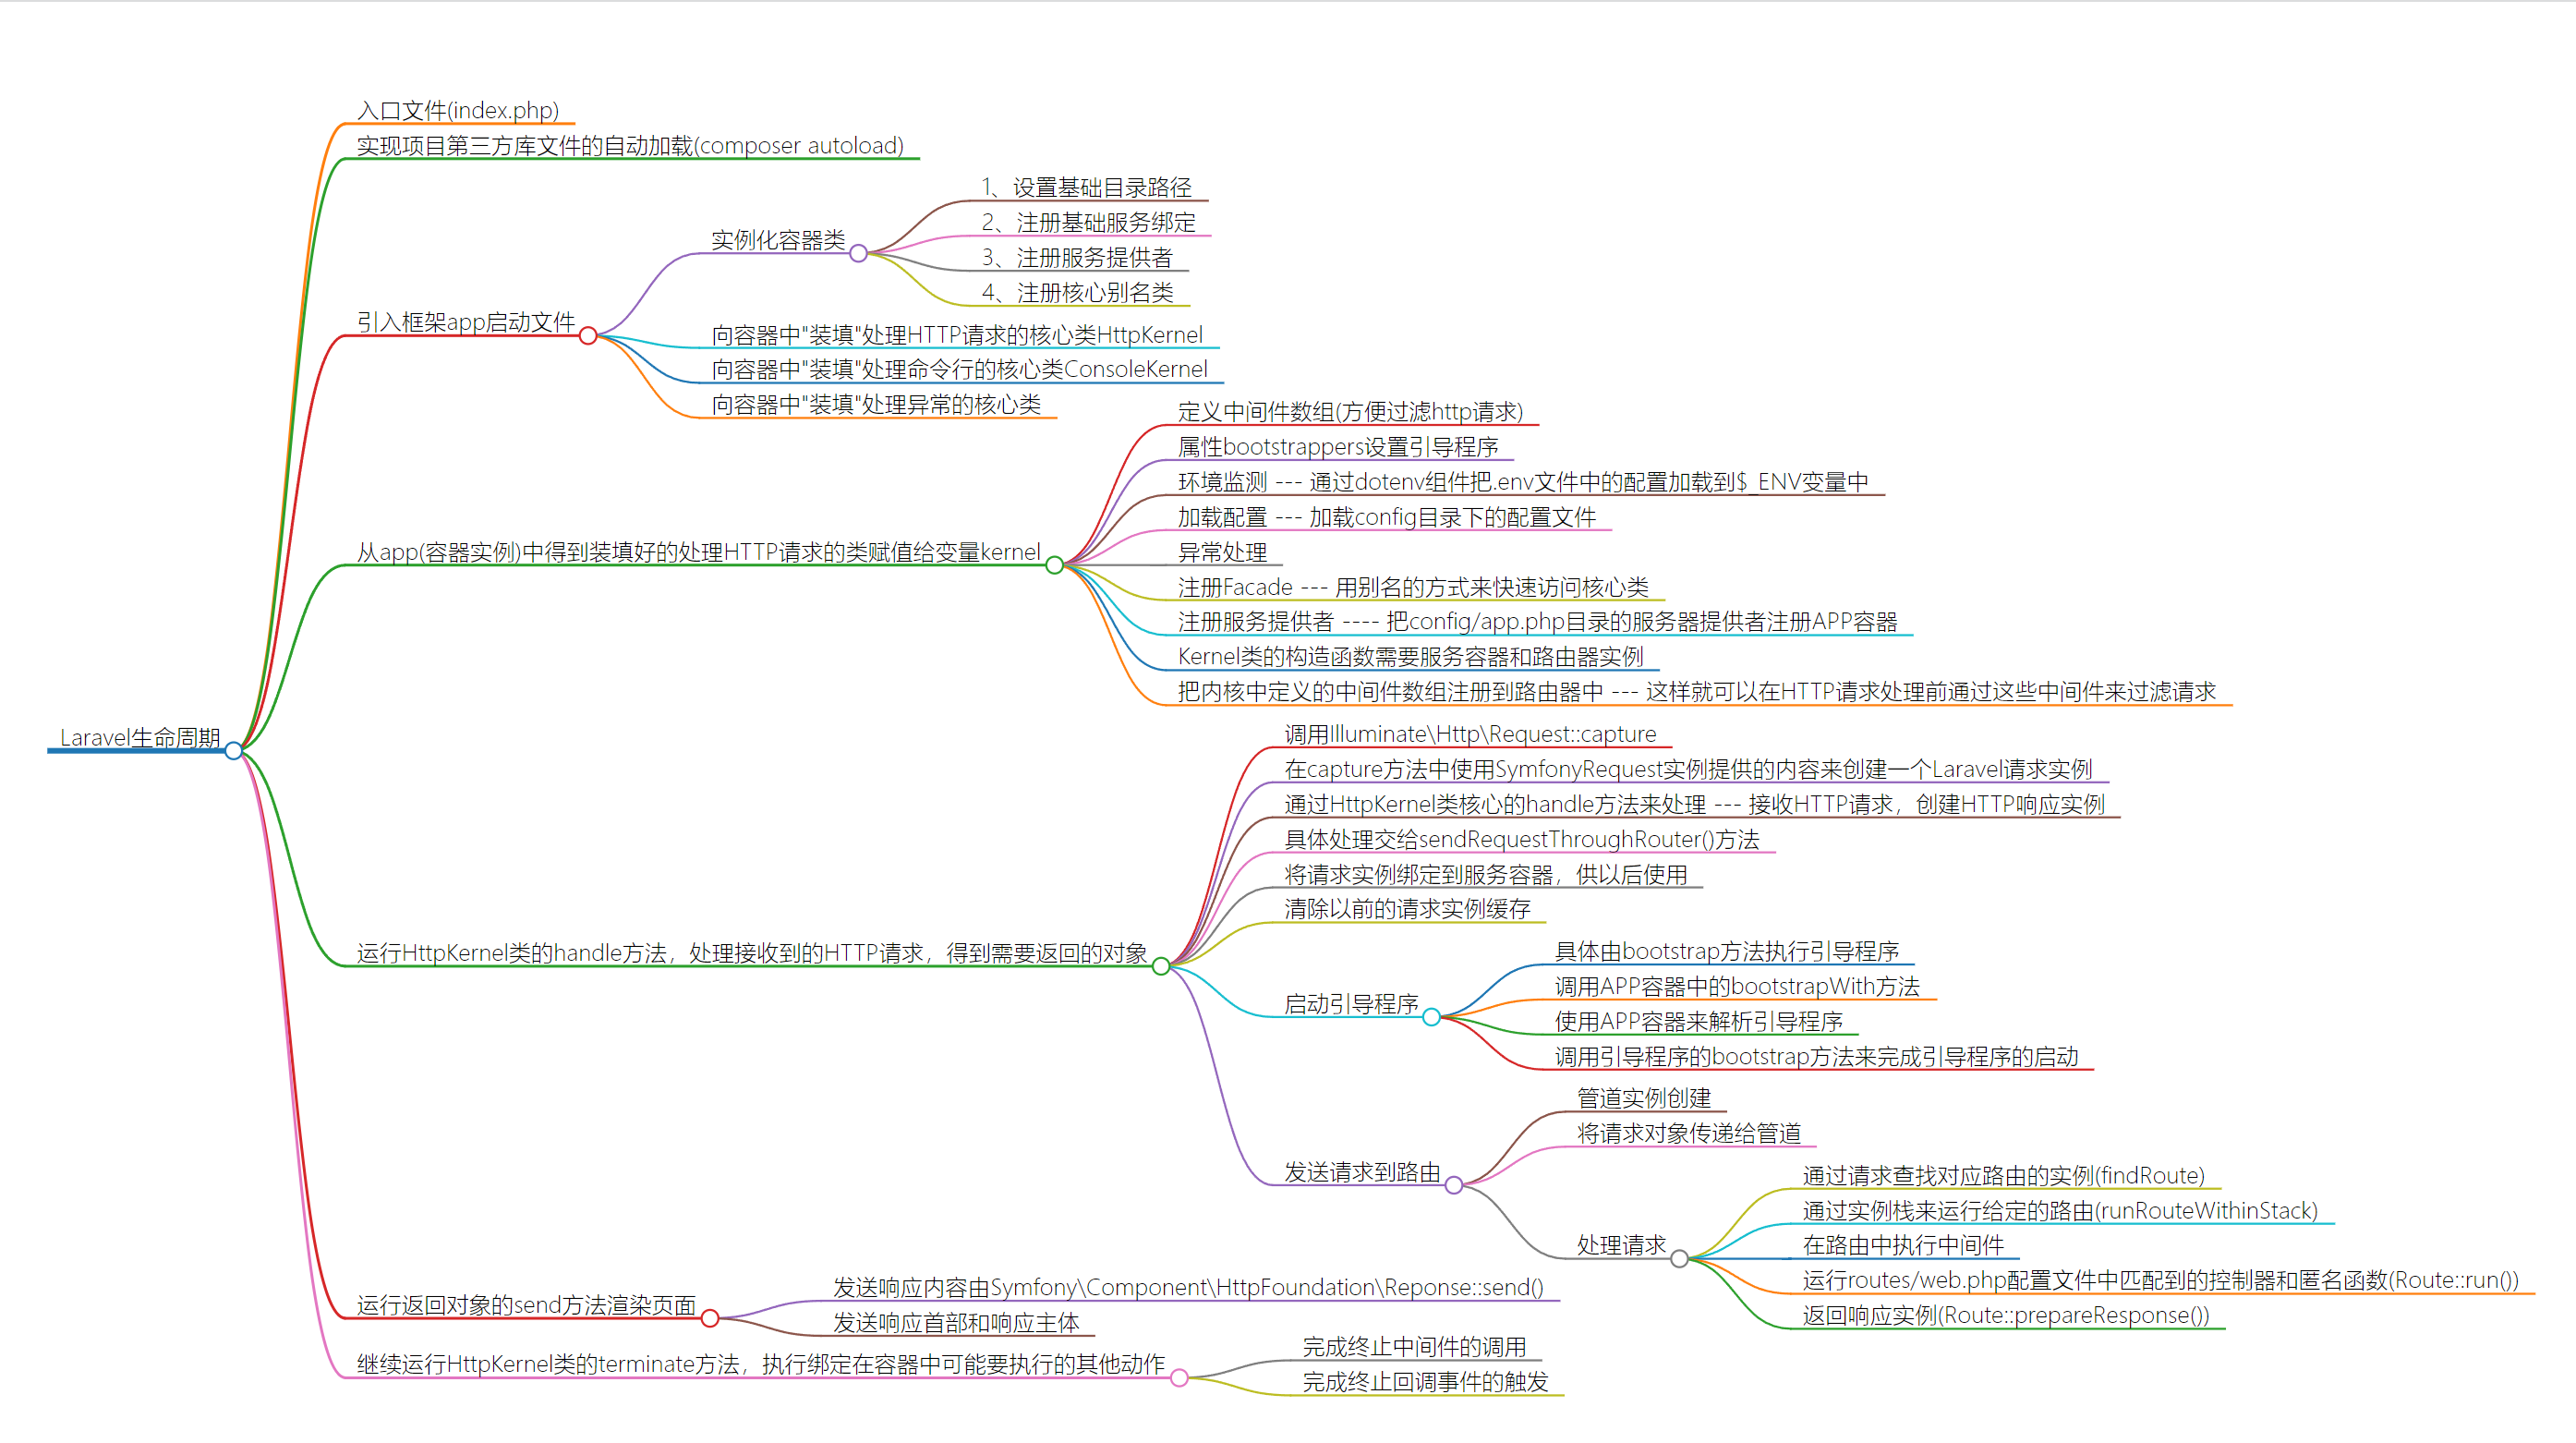 Laravel生命周期
入口文件(index.php)
实现项目第三方库文件的自动加载(composer autoload)
引入框架app启动文件
实例化容器类
1、设置基础目录路径
2、注册基础服务绑定
3、注册服务提供者
4、注册核心别名类
向容器中"装填"处理HTTP请求的核心类HttpKernel
向容器中"装填"处理命令行的核心类ConsoleKernel
向容器中"装填"处理异常的核心类
从app(容器实例)中得到装填好的处理HTTP请求的类赋值给变量kernel
定义中间件数组(方便过滤http请求)
属性bootstrappers设置引导程序
环境监测 --- 通过dotenv组件把.env文件中的配置加载到$_ENV变量中
加载配置 --- 加载config目录下的配置文件
异常处理
注册Facade --- 用别名的方式来快速访问核心类
注册服务提供者 ---- 把config/app.php目录的服务器提供者注册APP容器
Kernel类的构造函数需要服务容器和路由器实例
把内核中定义的中间件数组注册到路由器中 --- 这样就可以在HTTP请求处理前通过这些中间件来过滤请求
运行HttpKernel类的handle方法，处理接收到的HTTP请求，得到需要返回的对象
调用Illuminate\Http\Request::capture
在capture方法中使用SymfonyRequest实例提供的内容来创建一个Laravel请求实例
通过HttpKernel类核心的handle方法来处理 --- 接收HTTP请求，创建HTTP响应实例
具体处理交给sendRequestThroughRouter()方法
将请求实例绑定到服务容器，供以后使用
清除以前的请求实例缓存
启动引导程序
具体由bootstrap方法执行引导程序
调用APP容器中的bootstrapWith方法
使用APP容器来解析引导程序
调用引导程序的bootstrap方法来完成引导程序的启动
发送请求到路由
管道实例创建
将请求对象传递给管道
处理请求
通过请求查找对应路由的实例(findRoute)
通过实例栈来运行给定的路由(runRouteWithinStack)
在路由中执行中间件
运行routes/web.php配置文件中匹配到的控制器和匿名函数(Route::run())
返回响应实例(Route::prepareResponse())
运行返回对象的send方法渲染页面
发送响应内容由Symfony\Component\HttpFoundation\Reponse::send()
发送响应首部和响应主体
继续运行HttpKernel类的terminate方法，执行绑定在容器中可能要执行的其他动作
完成终止中间件的调用
完成终止回调事件的触发